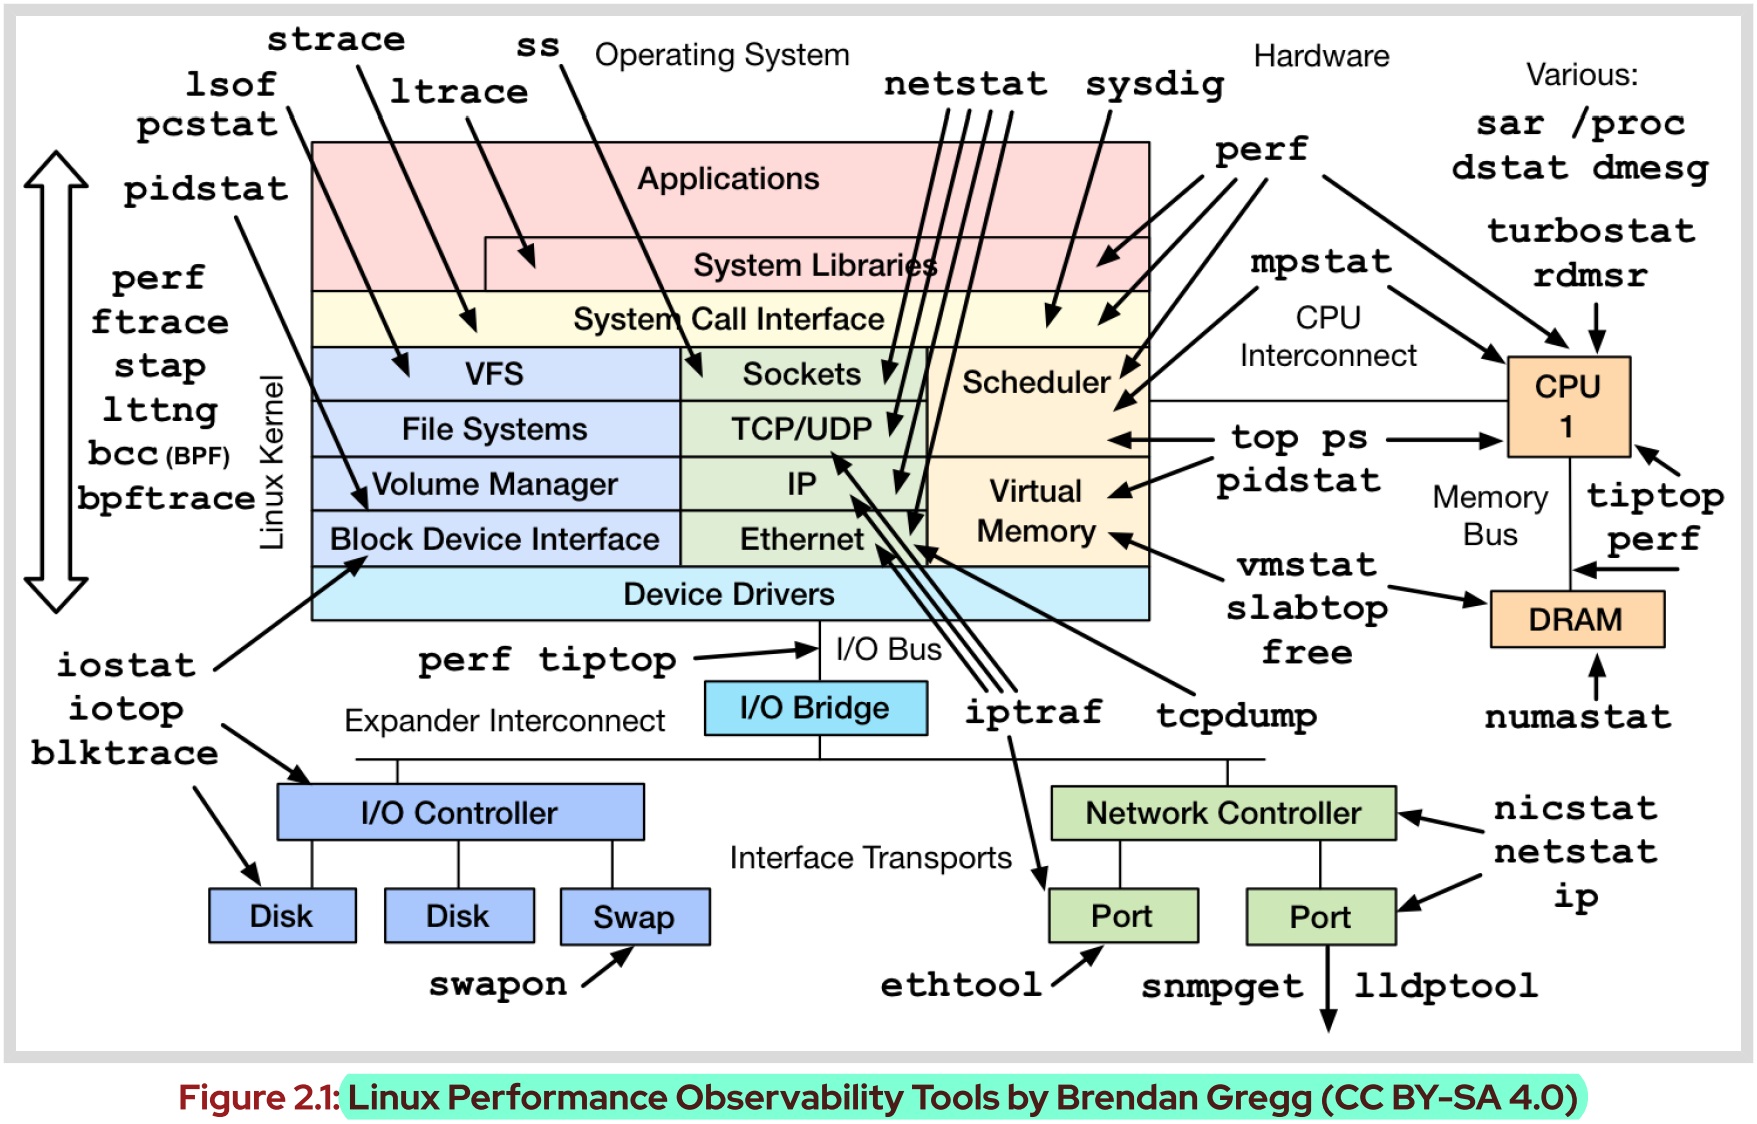 strace
ss
Operating System
Hardware
lsof
ltrace
netstat
sysdig
Various:
pcstat
sar /proc
perf
dstat dmesg
pidstat
Applications
turbostat
mpstat
rdmsr
System Libraries
perf
ftrace
stap
lttng
bcc (BPF)
bpftrace
Linux Kernel
System Call Interface
CPU
Interconnect
VFS
Sockets
Scheduler
CPU
1
File Systems
TCP/UDP
top ps
pidstat
Volume Manager
IP
Virtual
Memory
Memory
Bus
tiptop
perf
Block Device Interface
Ethernet
vmstat
slabtop
free
Device Drivers
DRAM
iostat
iotop
blktrace
perf tiptop
I/O Bus
I/O Bridge
iptraf
tcpdump
numastat
Expander Interconnect
I/O Controller
Network Controller
nicstat
netstat
ip
Interface Transports
Disk
Disk
Swap
Port
Port
swapon
ethtool
snmpget
lldptool
Figure 2.1: Linux Performance Observability Tools by Brendan Gregg (CC BY-SA 4.0)